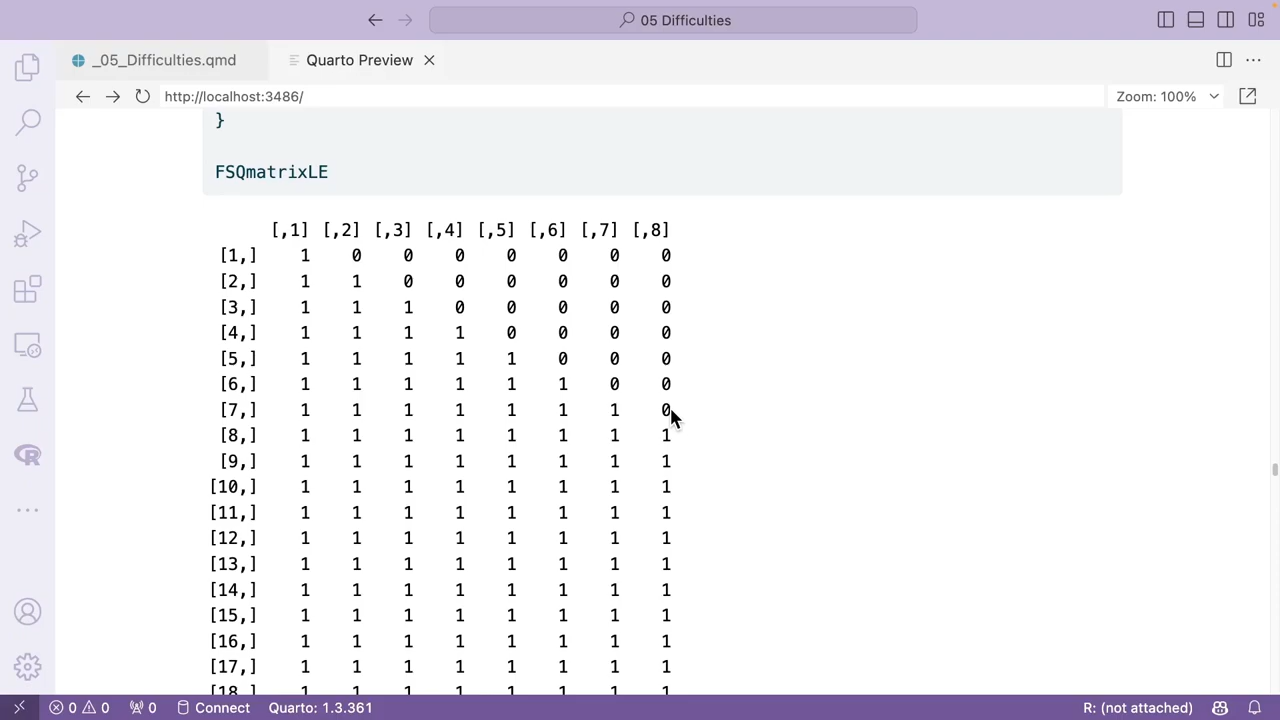 05 Difficulties
_05_Difficulties.qmd
Quarto Preview
http://localhost:3486/
Zoom: 100%
}
FSQmatrixLE
[,1] [,2] [,3] [,4] [,5] [,6] [,7] [,8]
[1,] 1 0 0 0 0 0 0 0
[2,] 1 1 0 0 0 0 0 0
[3,] 1 1 1 0 0 0 0 0
[4,] 1 1 1 1 0 0 0 0
[5,] 1 1 1 1 1 0 0 0
[6,] 1 1 1 1 1 1 0 0
[7,] 1 1 1 1 1 1 1 0
[8,] 1 1 1 1 1 1 1 1
[9,] 1 1 1 1 1 1 1 1
[10,] 1 1 1 1 1 1 1 1
[11,] 1 1 1 1 1 1 1 1
[12,] 1 1 1 1 1 1 1 1
[13,] 1 1 1 1 1 1 1 1
[14,] 1 1 1 1 1 1 1 1
[15,] 1 1 1 1 1 1 1 1
[16,] 1 1 1 1 1 1 1 1
[17,] 1 1 1 1 1 1 1 1
[18, 1 1 1 1 1 1 1 1
0 0 0 Connect Quarto: 1.3.361 R: (not attached)